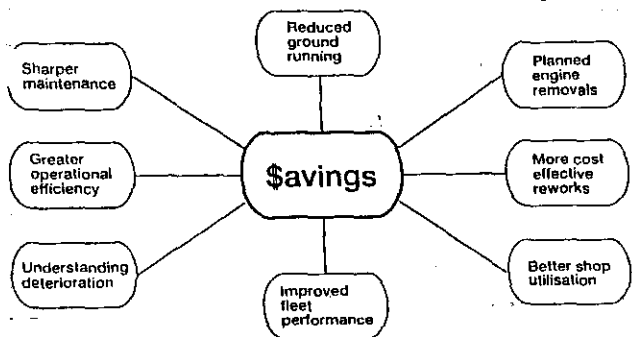 Reduced
ground
running
Sharper
maintenance
Planned
engine
removals
Greater
operational
efficiency
$avings
More cost
effective
reworks
Understanding
deterioration
Improved
fleet
performance
Better shop
utilisation